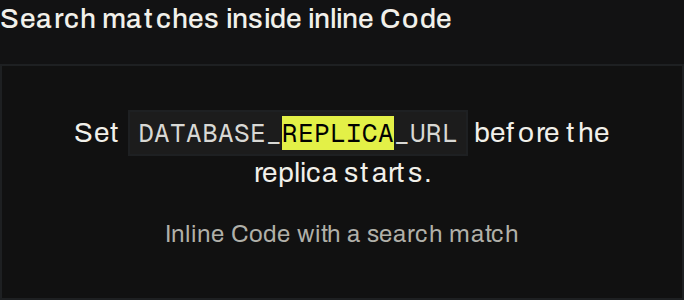 Search matches inside inline Code
Set DATABASE_REPLICA_URL before the
replica starts.
Inline Code with a search match